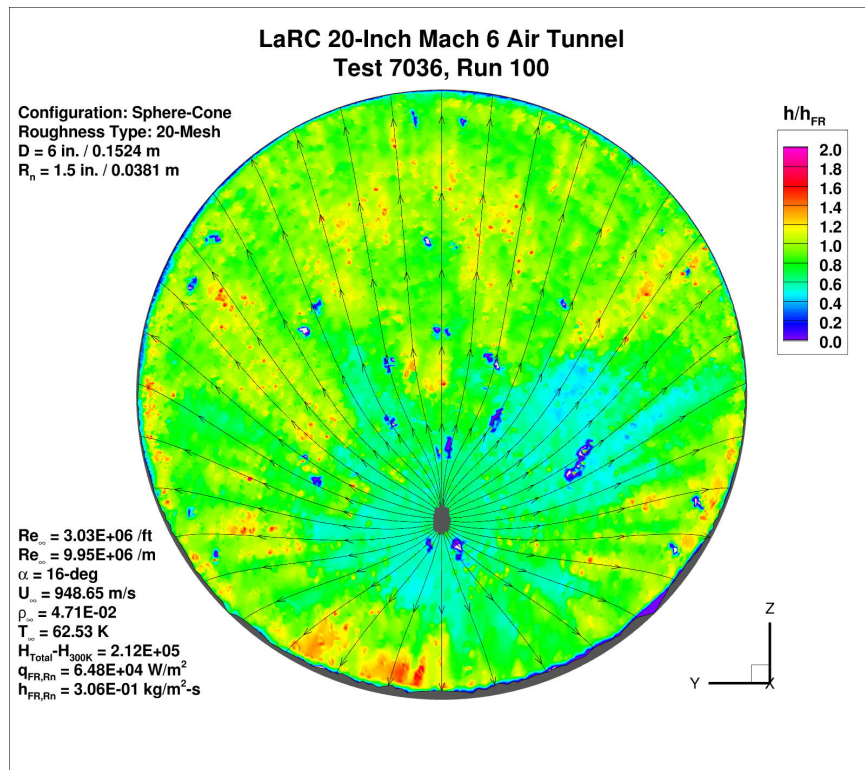 LaRC 20-Inch Mach 6 Air Tunnel
Test 7036, Run 100
Configuration: Sphere-Cone
Roughness Type: 20-Mesh
D = 6 in. / 0.1524 m
Rn = 1.5 in. / 0.0381 m
h/hFR
2.0
1.8
1.6
1.4
1.2
1.0
0.8
0.6
0.4
0.2
0.0
Re∞ = 3.03E+06 /ft
Re∞ = 9.95E+06 /m
α = 16-deg
U∞ = 948.65 m/s
ρ∞ = 4.71E-02
T∞ = 62.53 K
HTotal-H300K = 2.12E+05
qFR,Rn = 6.48E+04 W/m²
hFR,Rn = 3.06E-01 kg/m²-s
Z
Y
X